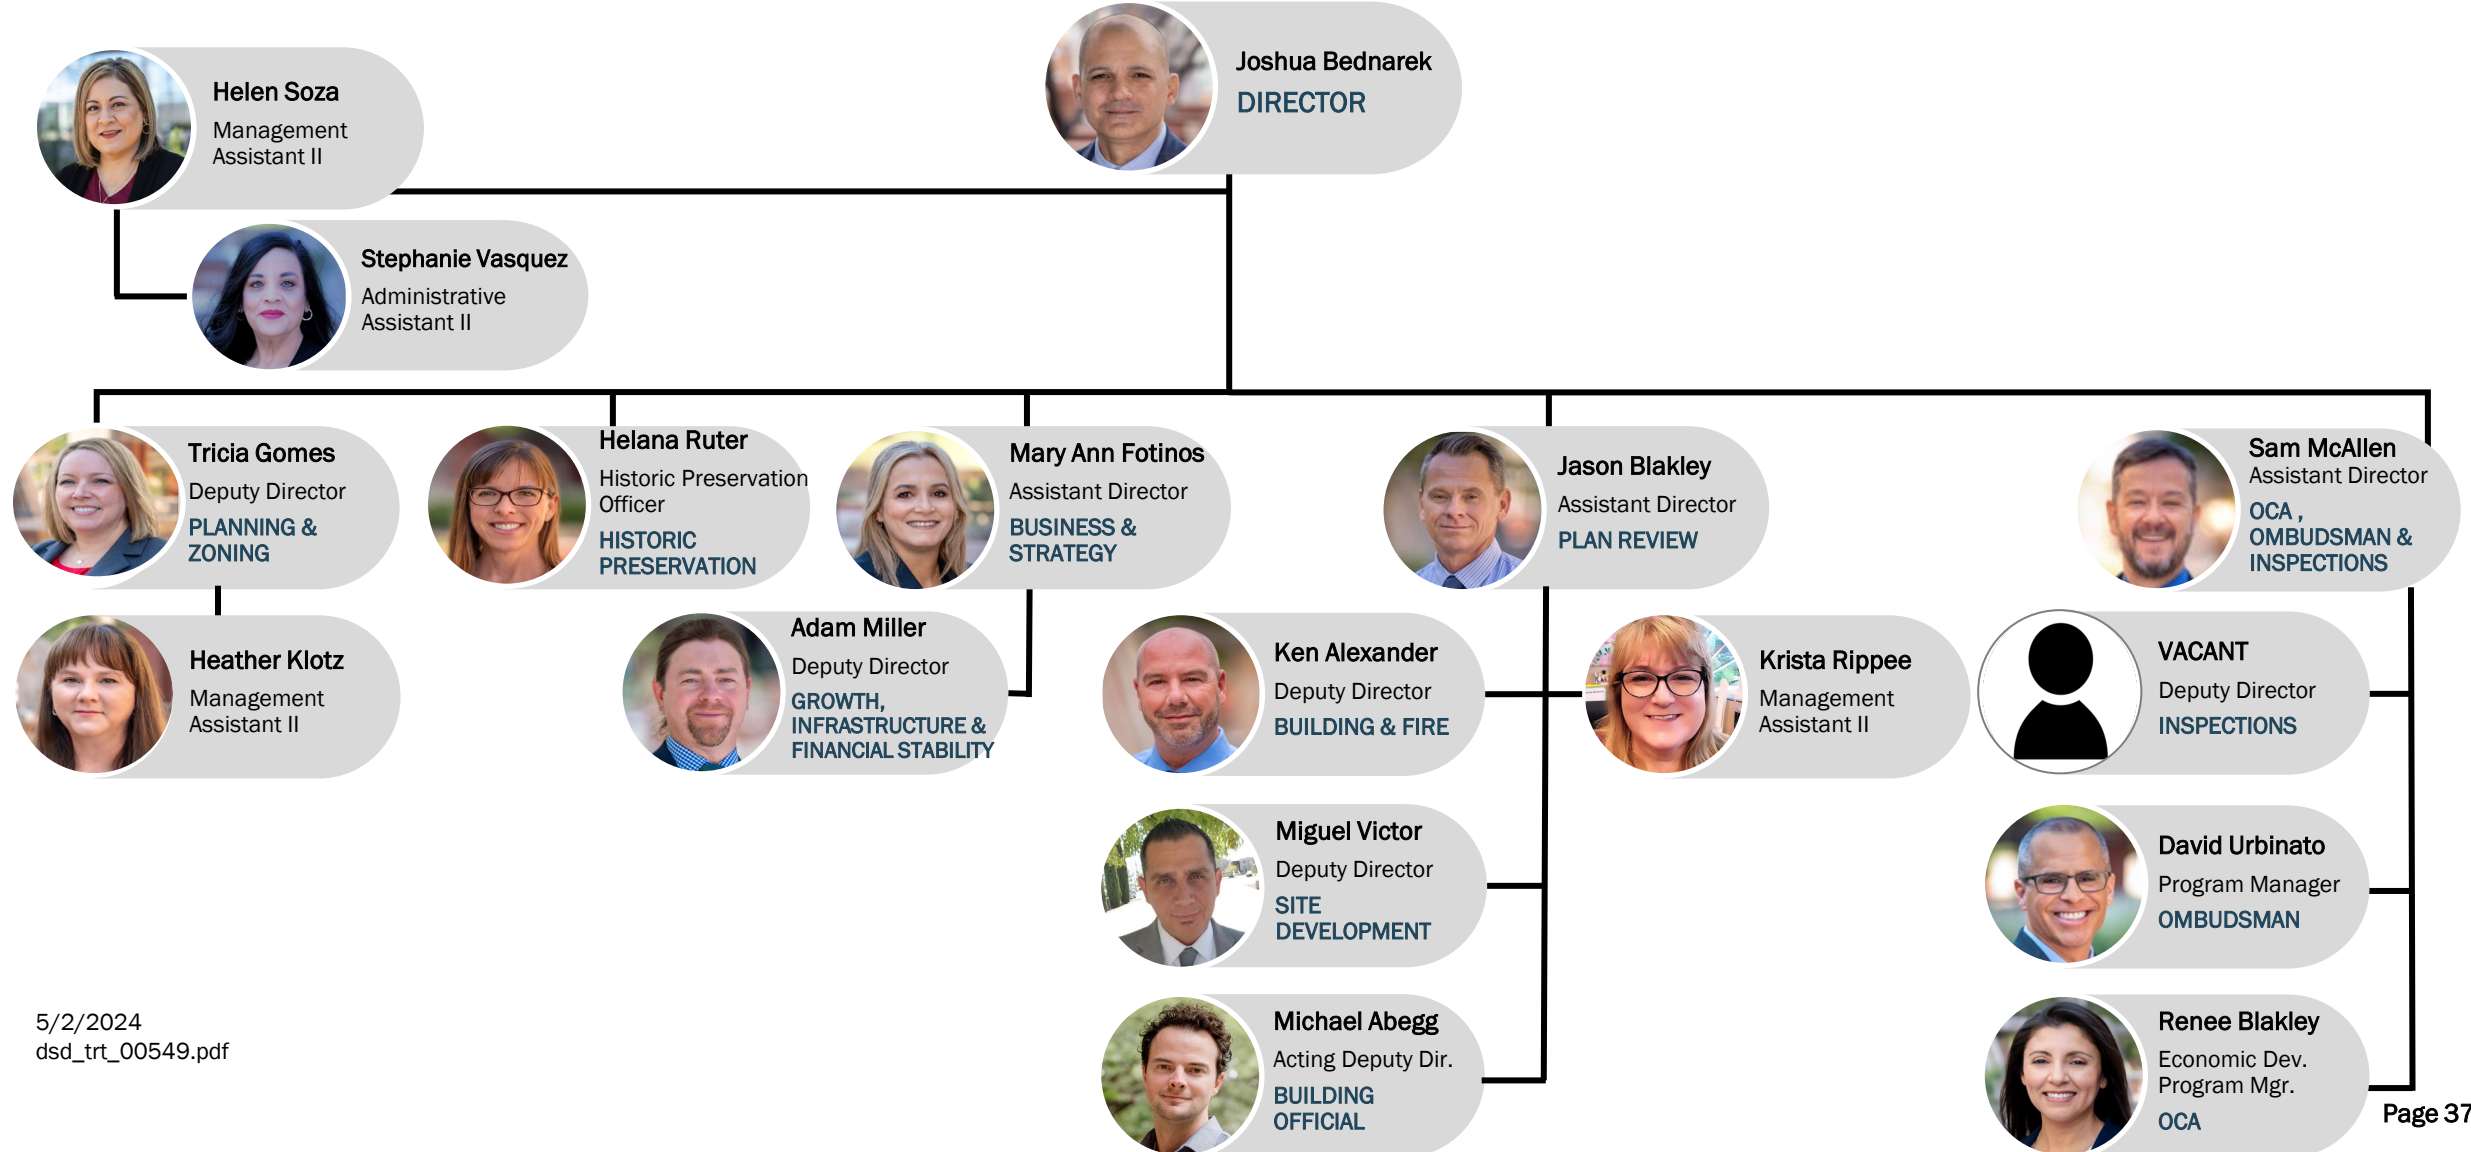 Helen Soza
Management
Assistant II
Joshua Bednarek
DIRECTOR
Stephanie Vasquez
Administrative
Assistant II
Tricia Gomes
Deputy Director
PLANNING &
ZONING
Helana Ruter
Historic Preservation
Officer
HISTORIC
PRESERVATION
Mary Ann Fotinos
Assistant Director
BUSINESS &
STRATEGY
Jason Blakley
Assistant Director
PLAN REVIEW
Sam McAllen
Assistant Director
OCA ,
OMBUDSMAN &
INSPECTIONS
Heather Klotz
Management
Assistant II
Adam Miller
Deputy Director
GROWTH,
INFRASTRUCTURE &
FINANCIAL STABILITY
Ken Alexander
Deputy Director
BUILDING & FIRE
Krista Rippee
Management
Assistant II
VACANT
Deputy Director
INSPECTIONS
Miguel Victor
Deputy Director
SITE
DEVELOPMENT
David Urbinato
Program Manager
OMBUDSMAN
Michael Abegg
Acting Deputy Dir.
BUILDING
OFFICIAL
Renee Blakley
Economic Dev.
Program Mgr.
OCA
5/2/2024
dsd_trt_00549.pdf
Page 37